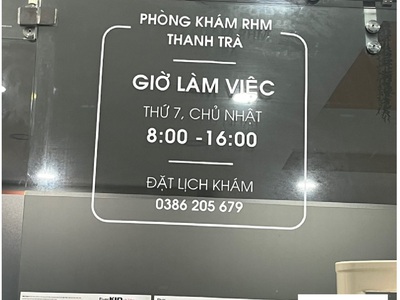 PHÒNG KHÁM RHM
THANH TRÀ
GIỜ LÀM VIỆC
THỨ 7, CHỦ NHẬT
8:00 -16:00
ĐẶT LỊCH KHÁM
0386 205 679